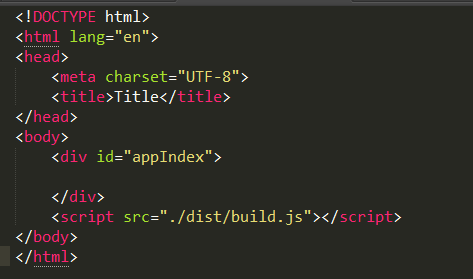 <!DOCTYPE html>
<html lang="en">
<head>
    <meta charset="UTF-8">
    <title>Title</title>
</head>
<body>
    <div id="appIndex">

    </div>
    <script src="./dist/build.js"></script>
</body>
</html>